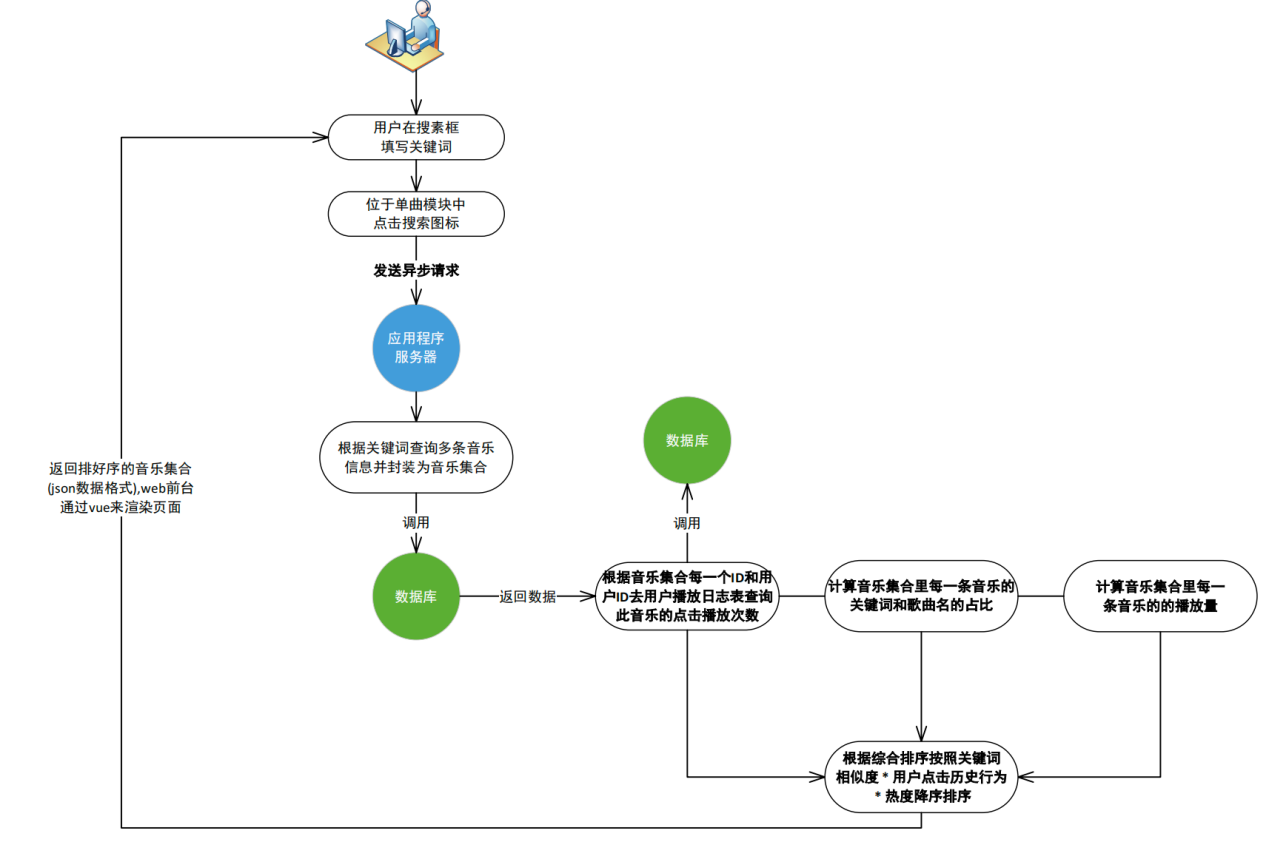 用户在搜素框
填写关键词
位于单曲模块中
点击搜索图标
发送异步请求
应用程序
服务器
根据关键词查询多条音乐
信息并封装为音乐集合
调用
数据库
返回数据
数据库
调用
根据音乐集合每一个ID和用
户ID去用户播放日志表查询
此音乐的点击播放次数
计算音乐集合里每一条音乐的
关键词和歌曲名的占比
计算音乐集合里每一
条音乐的的播放量
根据综合排序按照关键词
相似度 * 用户点击历史行为
* 热度降序排序
返回排好序的音乐集合
(json数据格式),web前台
通过vue来渲染页面